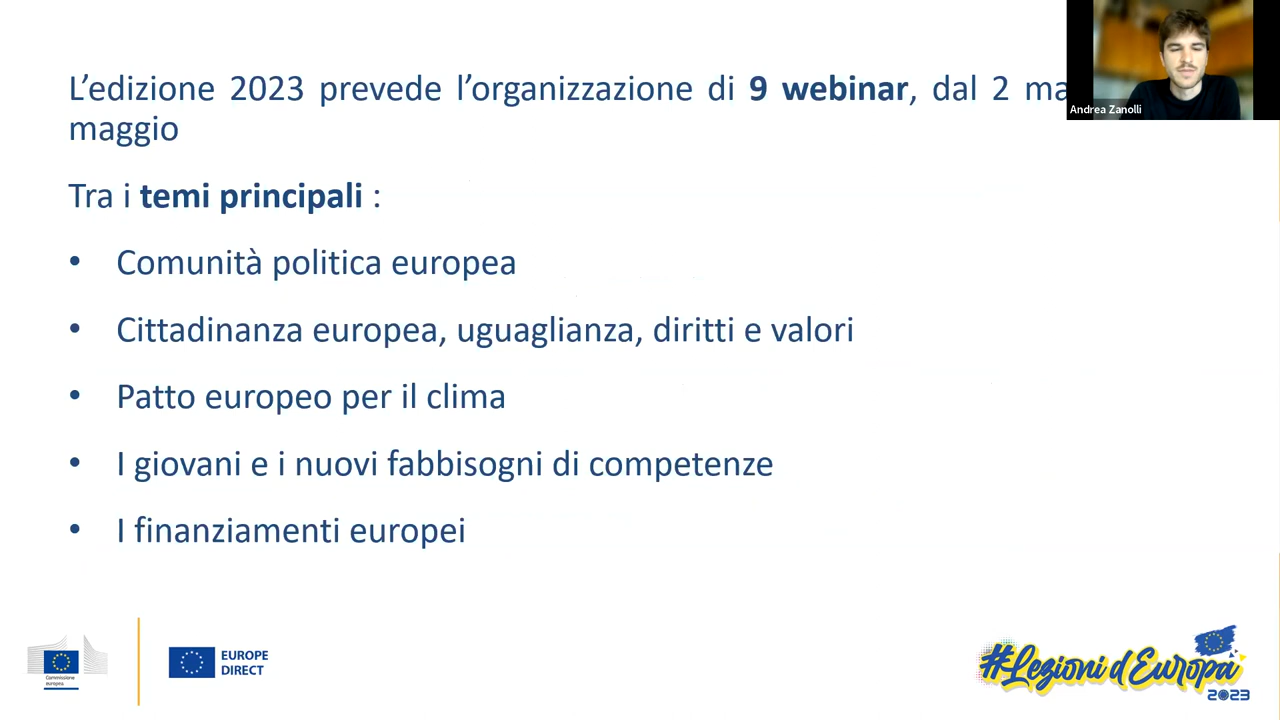 L’edizione 2023 prevede l’organizzazione di 9 webinar, dal 2
maggio
Andrea Zanolli
Tra i temi principali :
• Comunità politica europea
• Cittadinanza europea, uguaglianza, diritti e valori
• Patto europeo per il clima
• I giovani e i nuovi fabbisogni di competenze
• I finanziamenti europei
Commissione
europea
EUROPE
DIRECT
#Lezioni d'Europa
2023